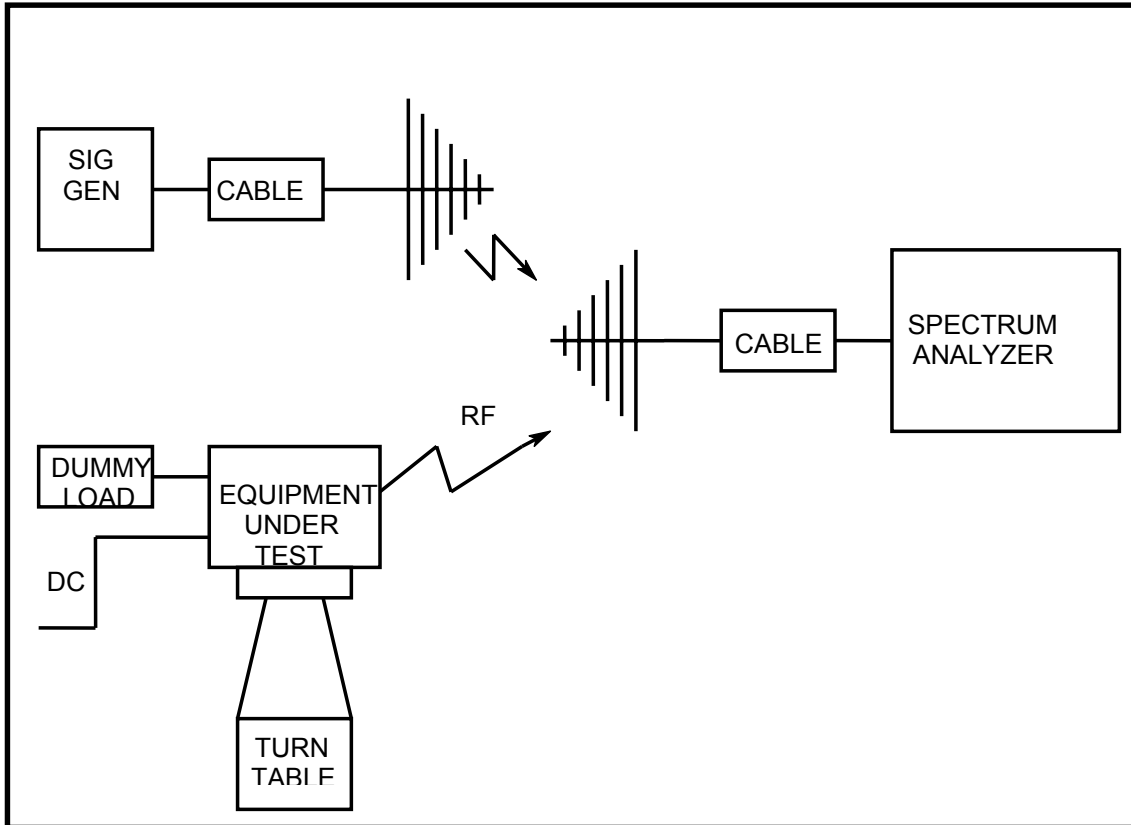 SIG
GEN
CABLE
SPECTRUM
ANALYZER
CABLE
RF
DUMMY
LOAD
EQUIPMENT
UNDER
TEST
DC
TURN
TABLE